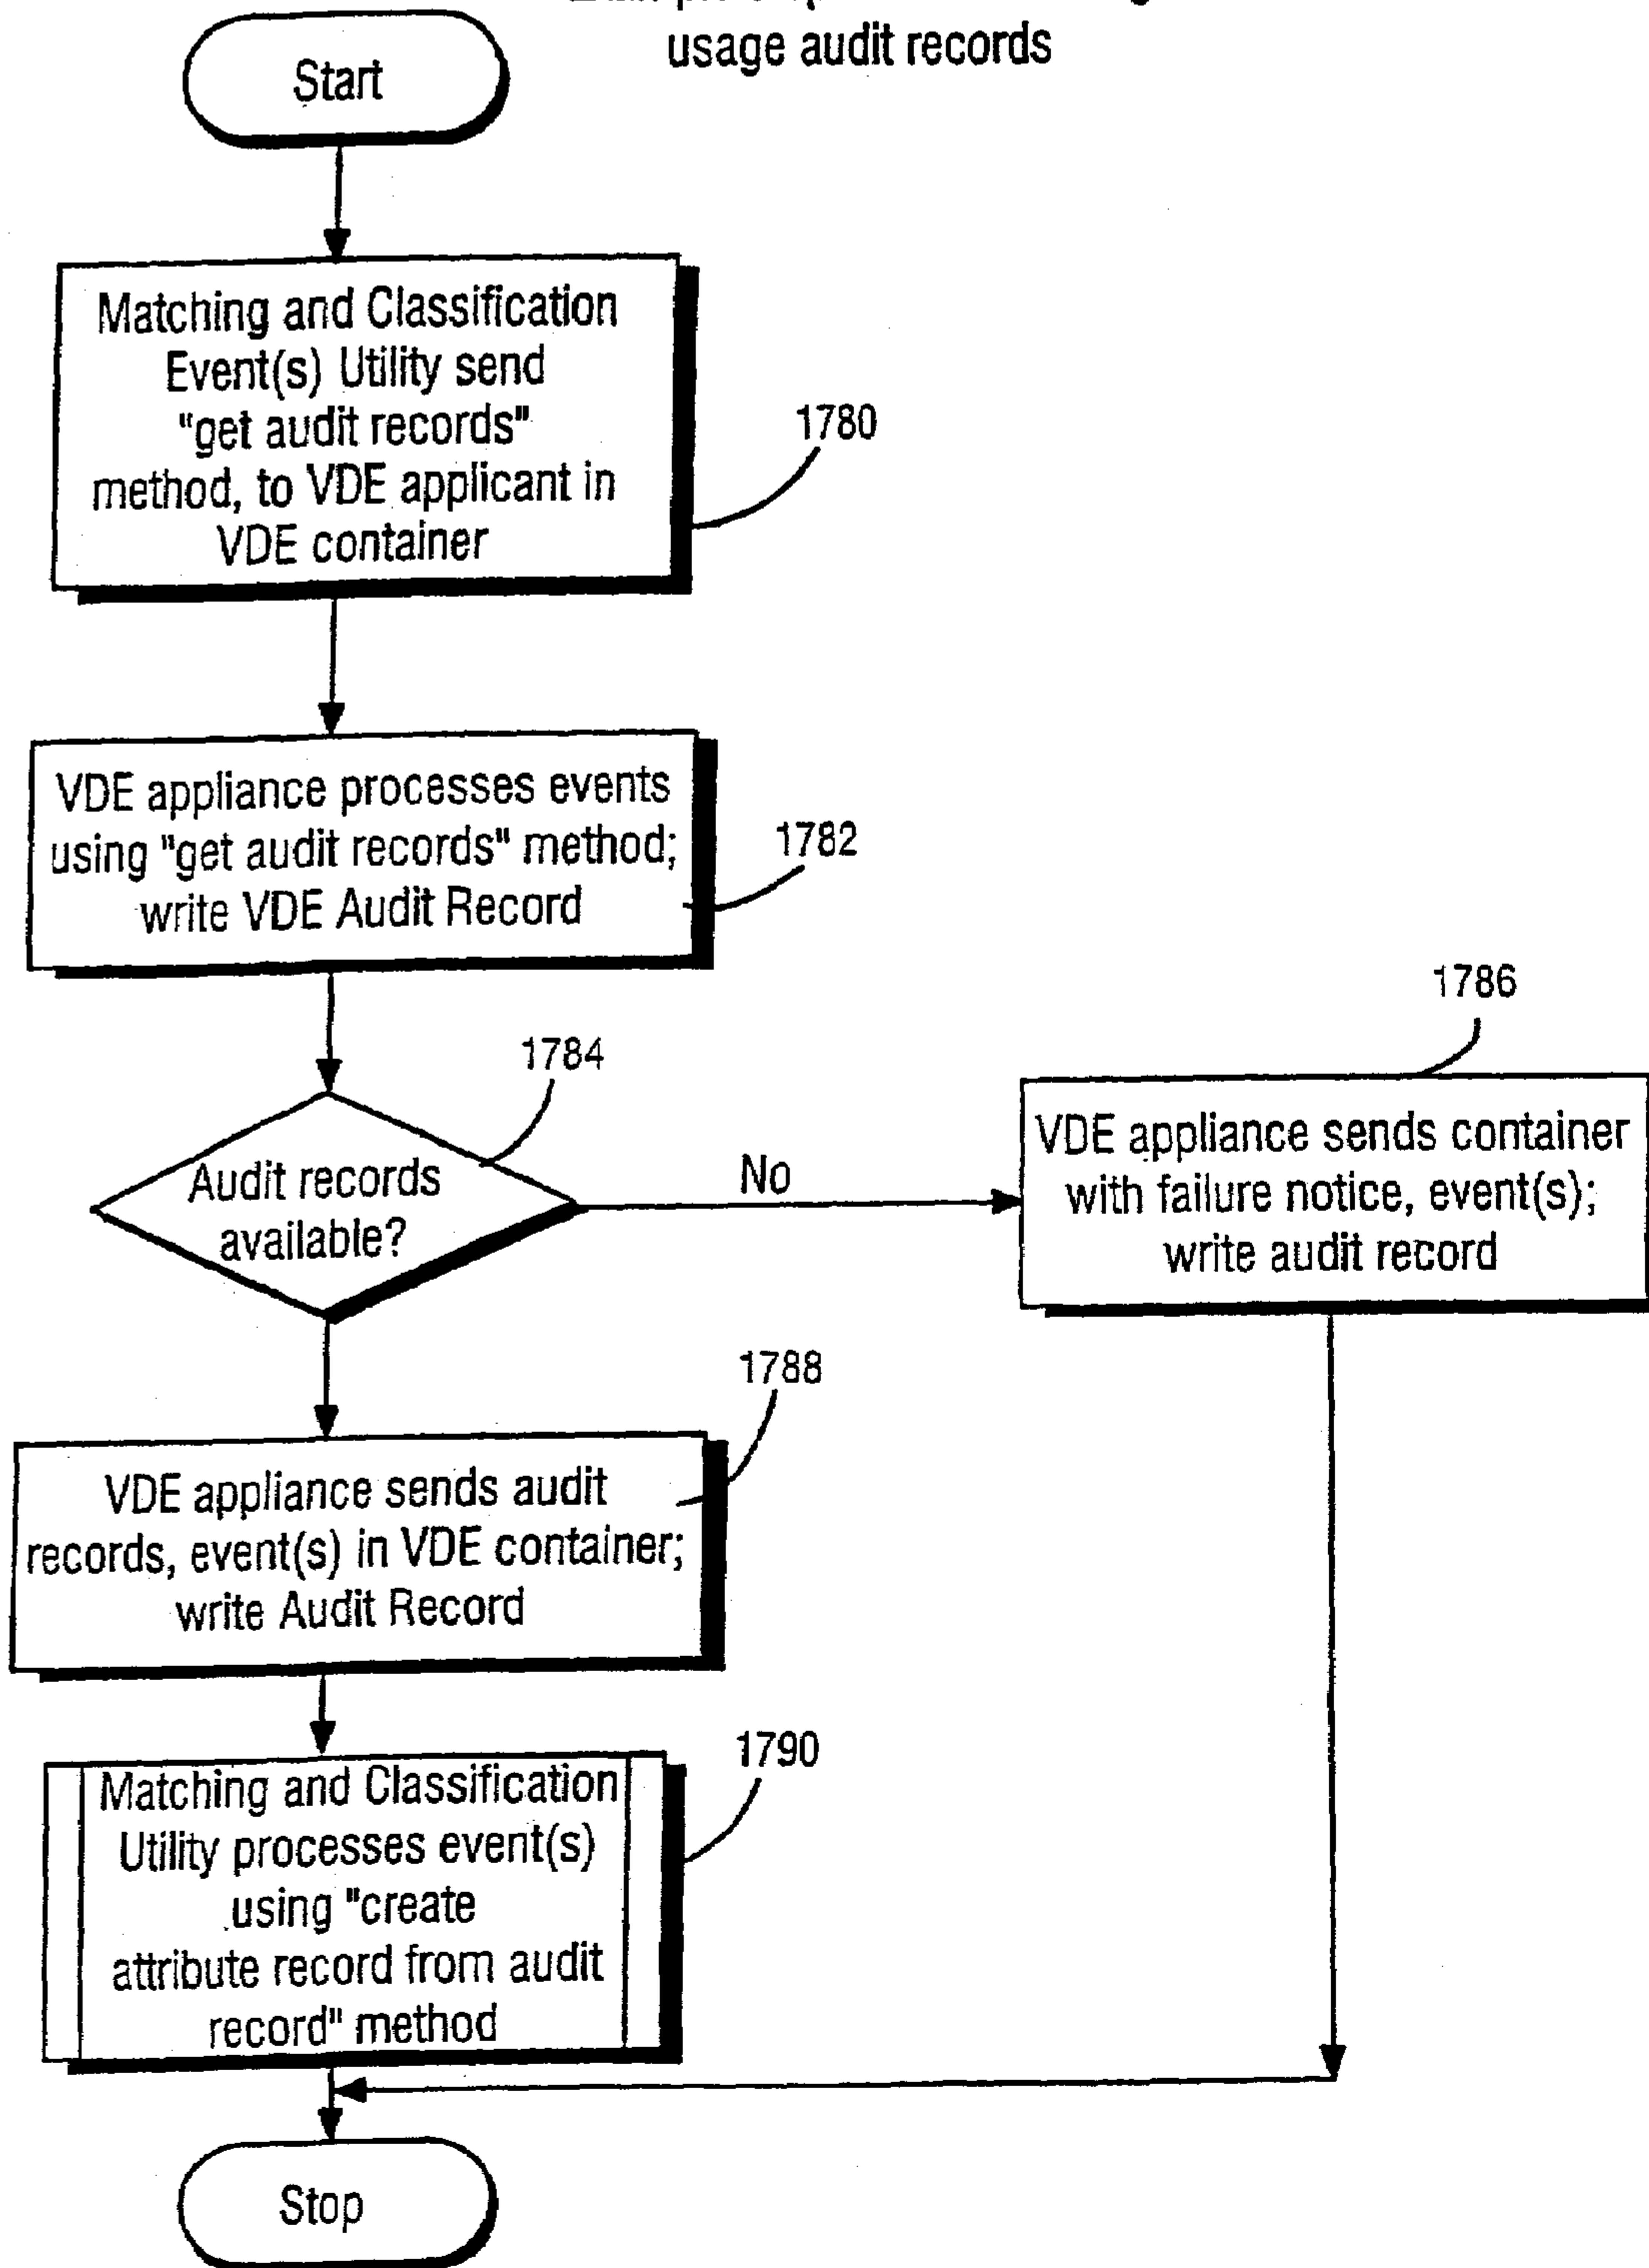 usage audit records
Start
Matching and Classification
Event(s) Utility send
"get audit records"
method, to VDE applicant in
VDE container
1780
VDE appliance processes events
using "get audit records" method;
write VDE Audit Record
1782
1784
Audit records
available?
No
1786
VDE appliance sends container
with failure notice, event(s);
write audit record
1788
VDE appliance sends audit
records, event(s) in VDE container;
write Audit Record
1790
Matching and Classification
Utility processes event(s)
using "create
attribute record from audit
record" method
Stop